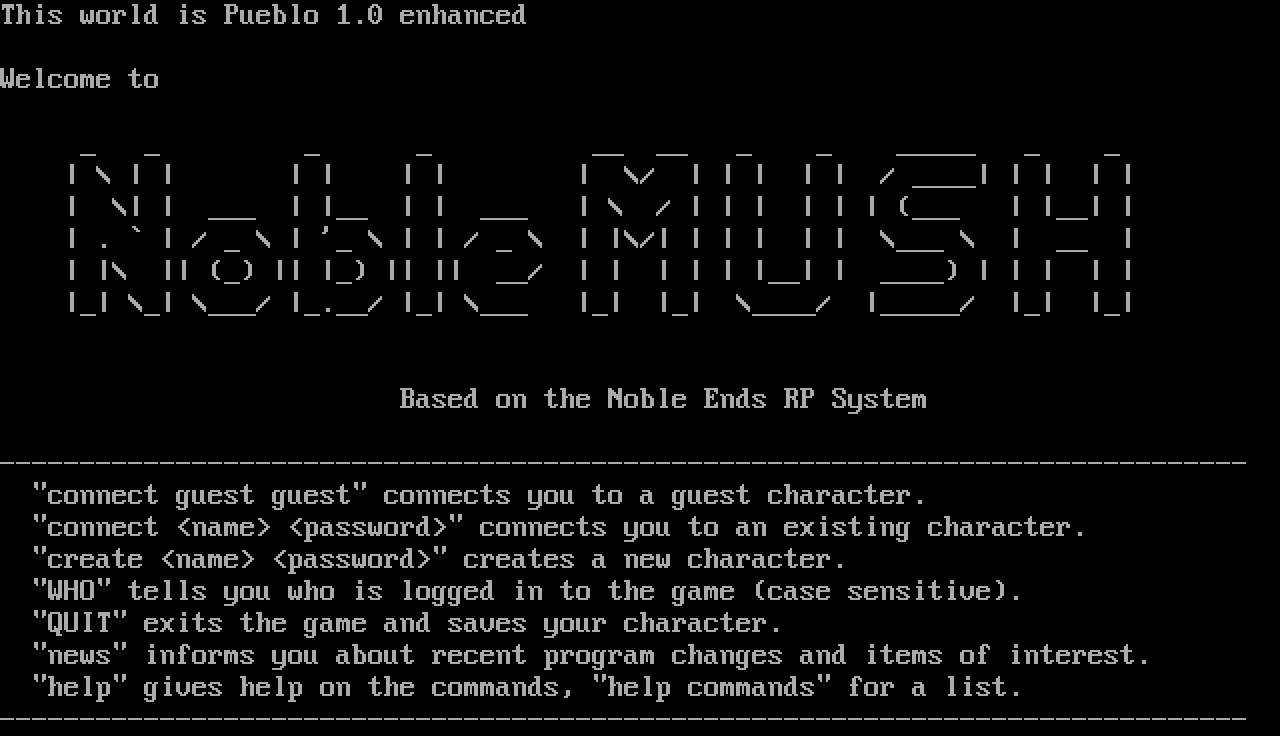 This world is Pueblo 1.0 enhanced
Welcome to
NobleMUSH
Based on the Noble Ends RP System
"connect guest guest" connects you to a guest character.
"connect <name> <password>" connects you to an existing character.
"create <name> <password>" creates a new character.
"WHO" tells you who is logged in to the game (case sensitive).
"QUIT" exits the game and saves your character.
"news" informs you about recent program changes and items of interest.
"help" gives help on the commands, "help commands" for a list.